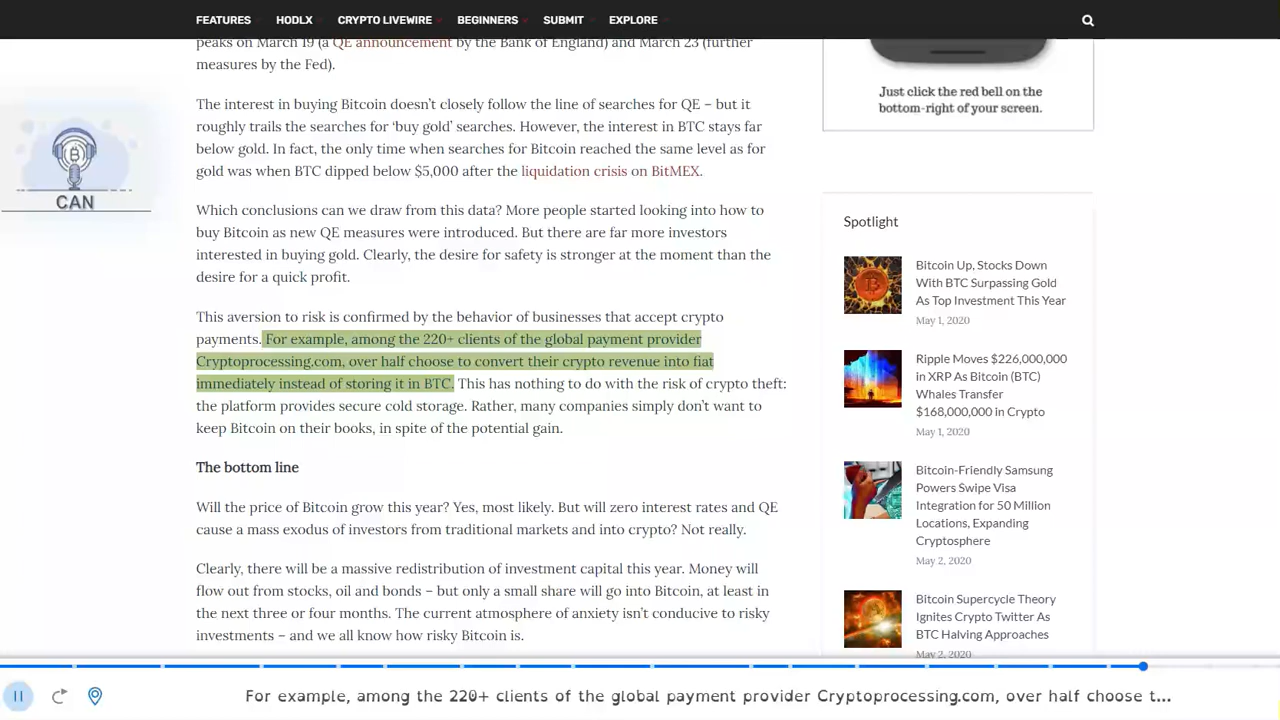 FEATURES HODLX CRYPTO LIVEWIRE BEGINNERS SUBMIT EXPLORE
peaks on March 19 (a QE announcement by the Bank of England) and March 23 (further
measures by the Fed).
The interest in buying Bitcoin doesn't closely follow the line of searches for QE – but it
roughly trails the searches for 'buy gold' searches. However, the interest in BTC stays far
below gold. In fact, the only time when searches for Bitcoin reached the same level as for
gold was when BTC dipped below $5,000 after the liquidation crisis on BitMEX.
Which conclusions can we draw from this data? More people started looking into how to
buy Bitcoin as new QE measures were introduced. But there are far more investors
interested in buying gold. Clearly, the desire for safety is stronger at the moment than the
desire for a quick profit.
This aversion to risk is confirmed by the behavior of businesses that accept crypto
payments. For example, among the 220+ clients of the global payment provider
Cryptoprocessing.com, over half choose to convert their crypto revenue into fiat
immediately instead of storing it in BTC. This has nothing to do with the risk of crypto theft:
the platform provides secure cold storage. Rather, many companies simply don't want to
keep Bitcoin on their books, in spite of the potential gain.
The bottom line
Will the price of Bitcoin grow this year? Yes, most likely. But will zero interest rates and QE
cause a mass exodus of investors from traditional markets and into crypto? Not really.
Clearly, there will be a massive redistribution of investment capital this year. Money will
flow out from stocks, oil and bonds – but only a small share will go into Bitcoin, at least in
the next three or four months. The current atmosphere of anxiety isn't conducive to risky
investments – and we all know how risky Bitcoin is.
CAN
Just click the red bell on the
bottom-right of your screen.
Spotlight
Bitcoin Up, Stocks Down
With BTC Surpassing Gold
As Top Investment This Year
May 1, 2020
Ripple Moves $226,000,000
in XRP As Bitcoin (BTC)
Whales Transfer
$168,000,000 in Crypto
May 1, 2020
Bitcoin-Friendly Samsung
Powers Swipe Visa
Integration for 50 Million
Locations, Expanding
Cryptosphere
May 2, 2020
Bitcoin Supercycle Theory
Ignites Crypto Twitter As
BTC Halving Approaches
May 2, 2020
For example, among the 220+ clients of the global payment provider Cryptoprocessing.com, over half choose t...